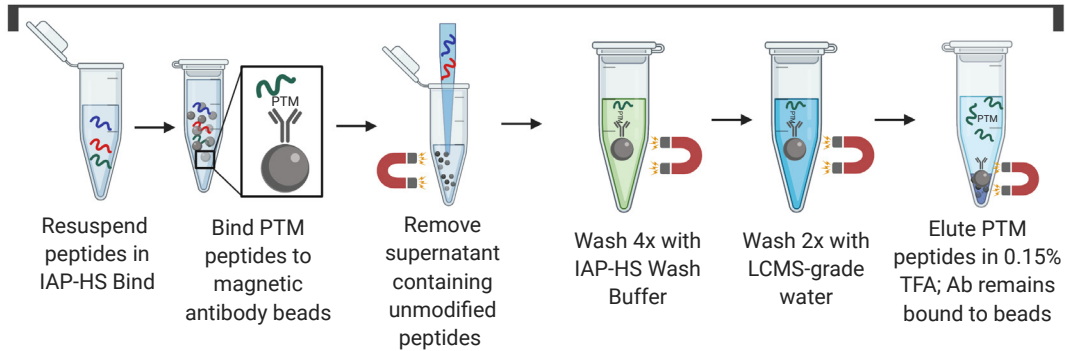 PTM
Resuspend
peptides in
IAP-HS Bind
Bind PTM
peptides to
magnetic
antibody beads
Remove
supernatant
containing
unmodified
peptides
PTM
Wash 4x with
IAP-HS Wash
Buffer
PTM
Wash 2x with
LCMS-grade
water
PTM
Elute PTM
peptides in 0.15%
TFA; Ab remains
bound to beads